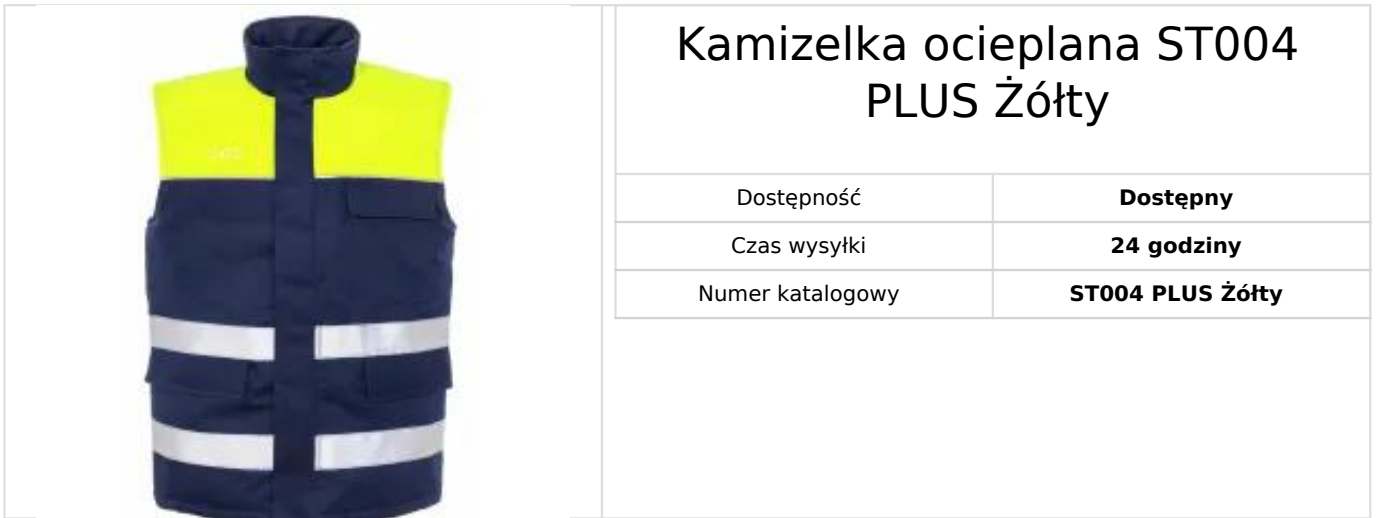 Kamizelka ocieplana ST004
PLUS Żółty
Dostępność
Dostępny
Czas wysyłki
24 godziny
Numer katalogowy
ST004 PLUS Żółty